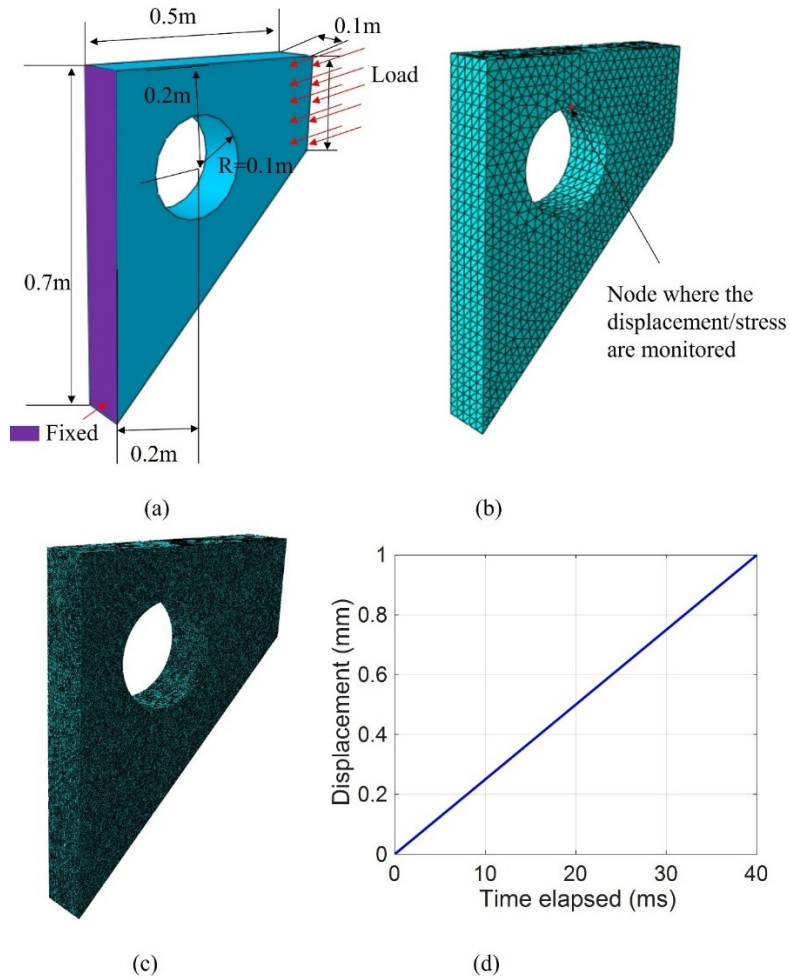 0.5m
0.1m
Load
0.2m
R=0.1m
0.7m
Fixed
0.2m
(a)
Node where the
displacement/stress
are monitored
(b)
(c)
Displacement (mm)
1
0.8
0.6
0.4
0.2
0
0 10 20 30 40
Time elapsed (ms)
(d)